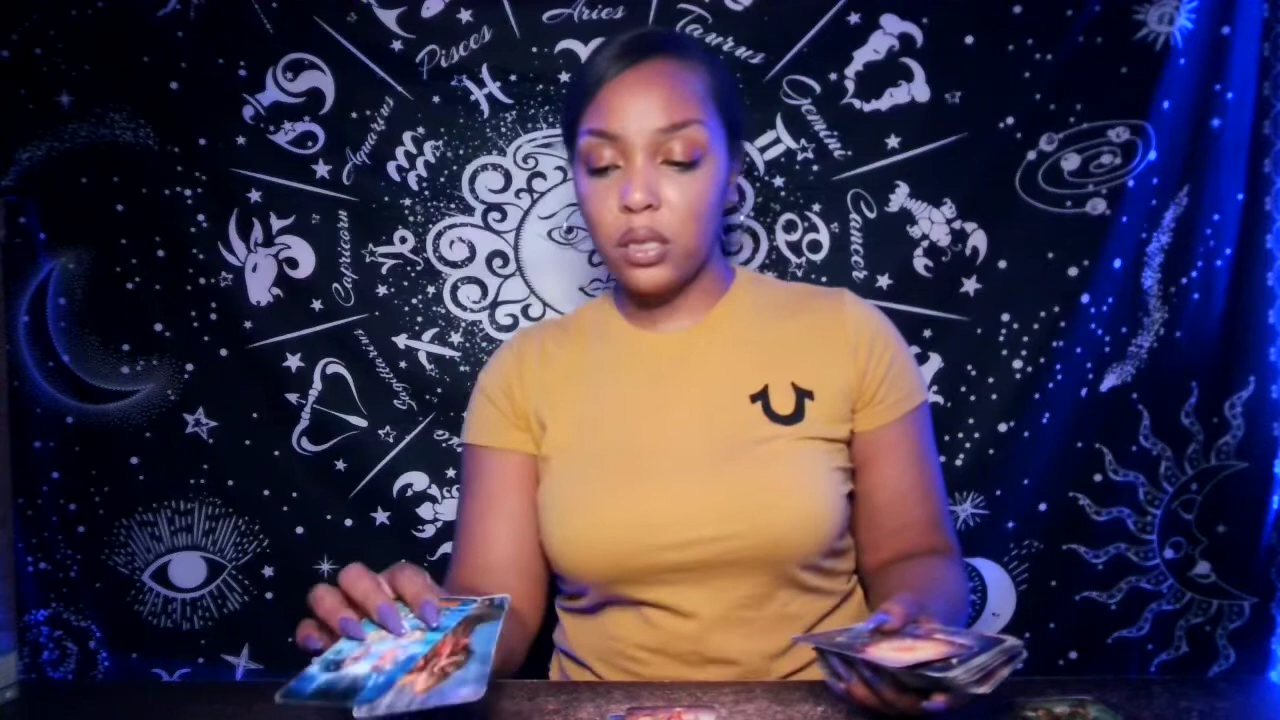 Aries
Pisces
Taurus
Gemini
Aquarius
Cancer
Capricorn
Sagittarius